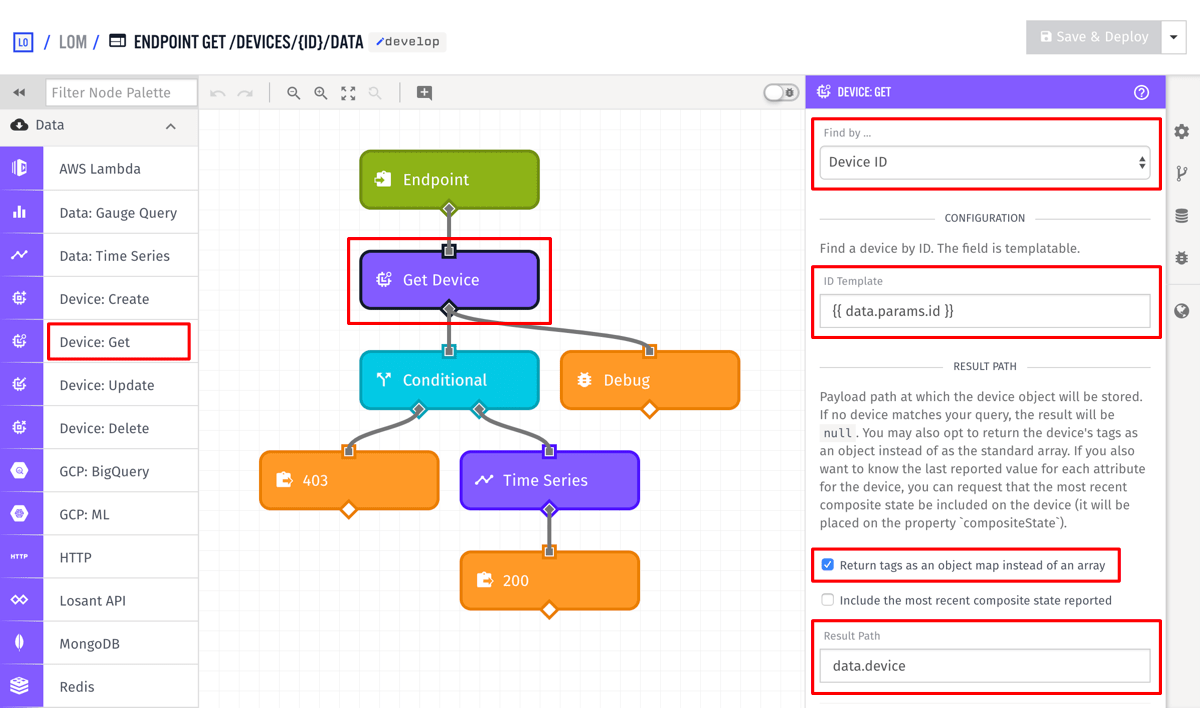 LO / LOM / ENDPOINT GET /DEVICES/{ID}/DATA develop
Save & Deploy
Filter Node Palette
Data
AWS Lambda
Data: Gauge Query
Data: Time Series
Device: Create
Device: Get
Device: Update
Device: Delete
GCP: BigQuery
GCP: ML
HTTP HTTP
Losant API
MongoDB
Redis
Endpoint
Get Device
Conditional
Debug
403
Time Series
200
DEVICE: GET
Find by ...
Device ID
CONFIGURATION
Find a device by ID. The field is templatable.
ID Template
{{ data.params.id }}
RESULT PATH
Payload path at which the device object will be stored.
If no device matches your query, the result will be
null. You may also opt to return the device's tags as
an object instead of as the standard array. If you also
want to know the last reported value for each attribute
for the device, you can request that the most recent
composite state be included on the device (it will be
placed on the property `compositeState`).
Return tags as an object map instead of an array
Include the most recent composite state reported
Result Path
data.device